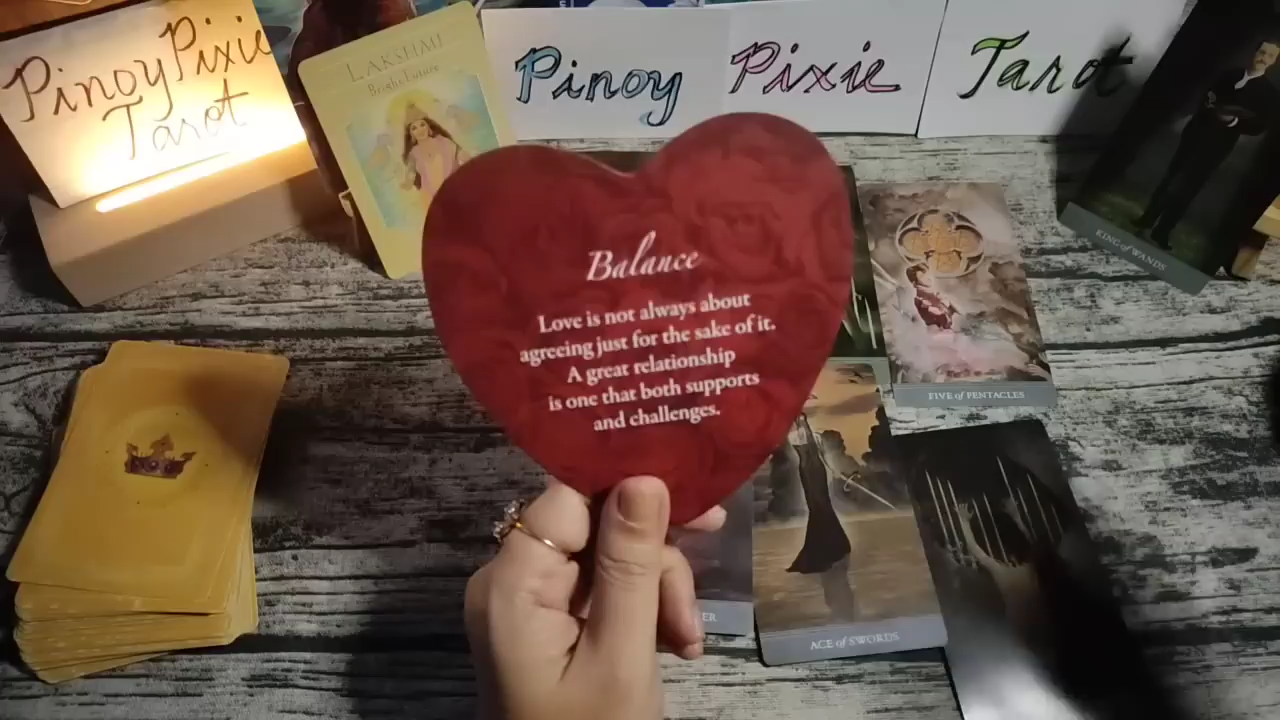 Pinoy Pixie
Tarot
LAKSHMI
Bright Future
Pinoy Pixie Tarot
KING of WANDS
Balance
Love is not always about
agreeing just for the sake of it.
A great relationship
is one that both supports
and challenges.
FIVE of PENTACLES
ER
ACE of SWORDS